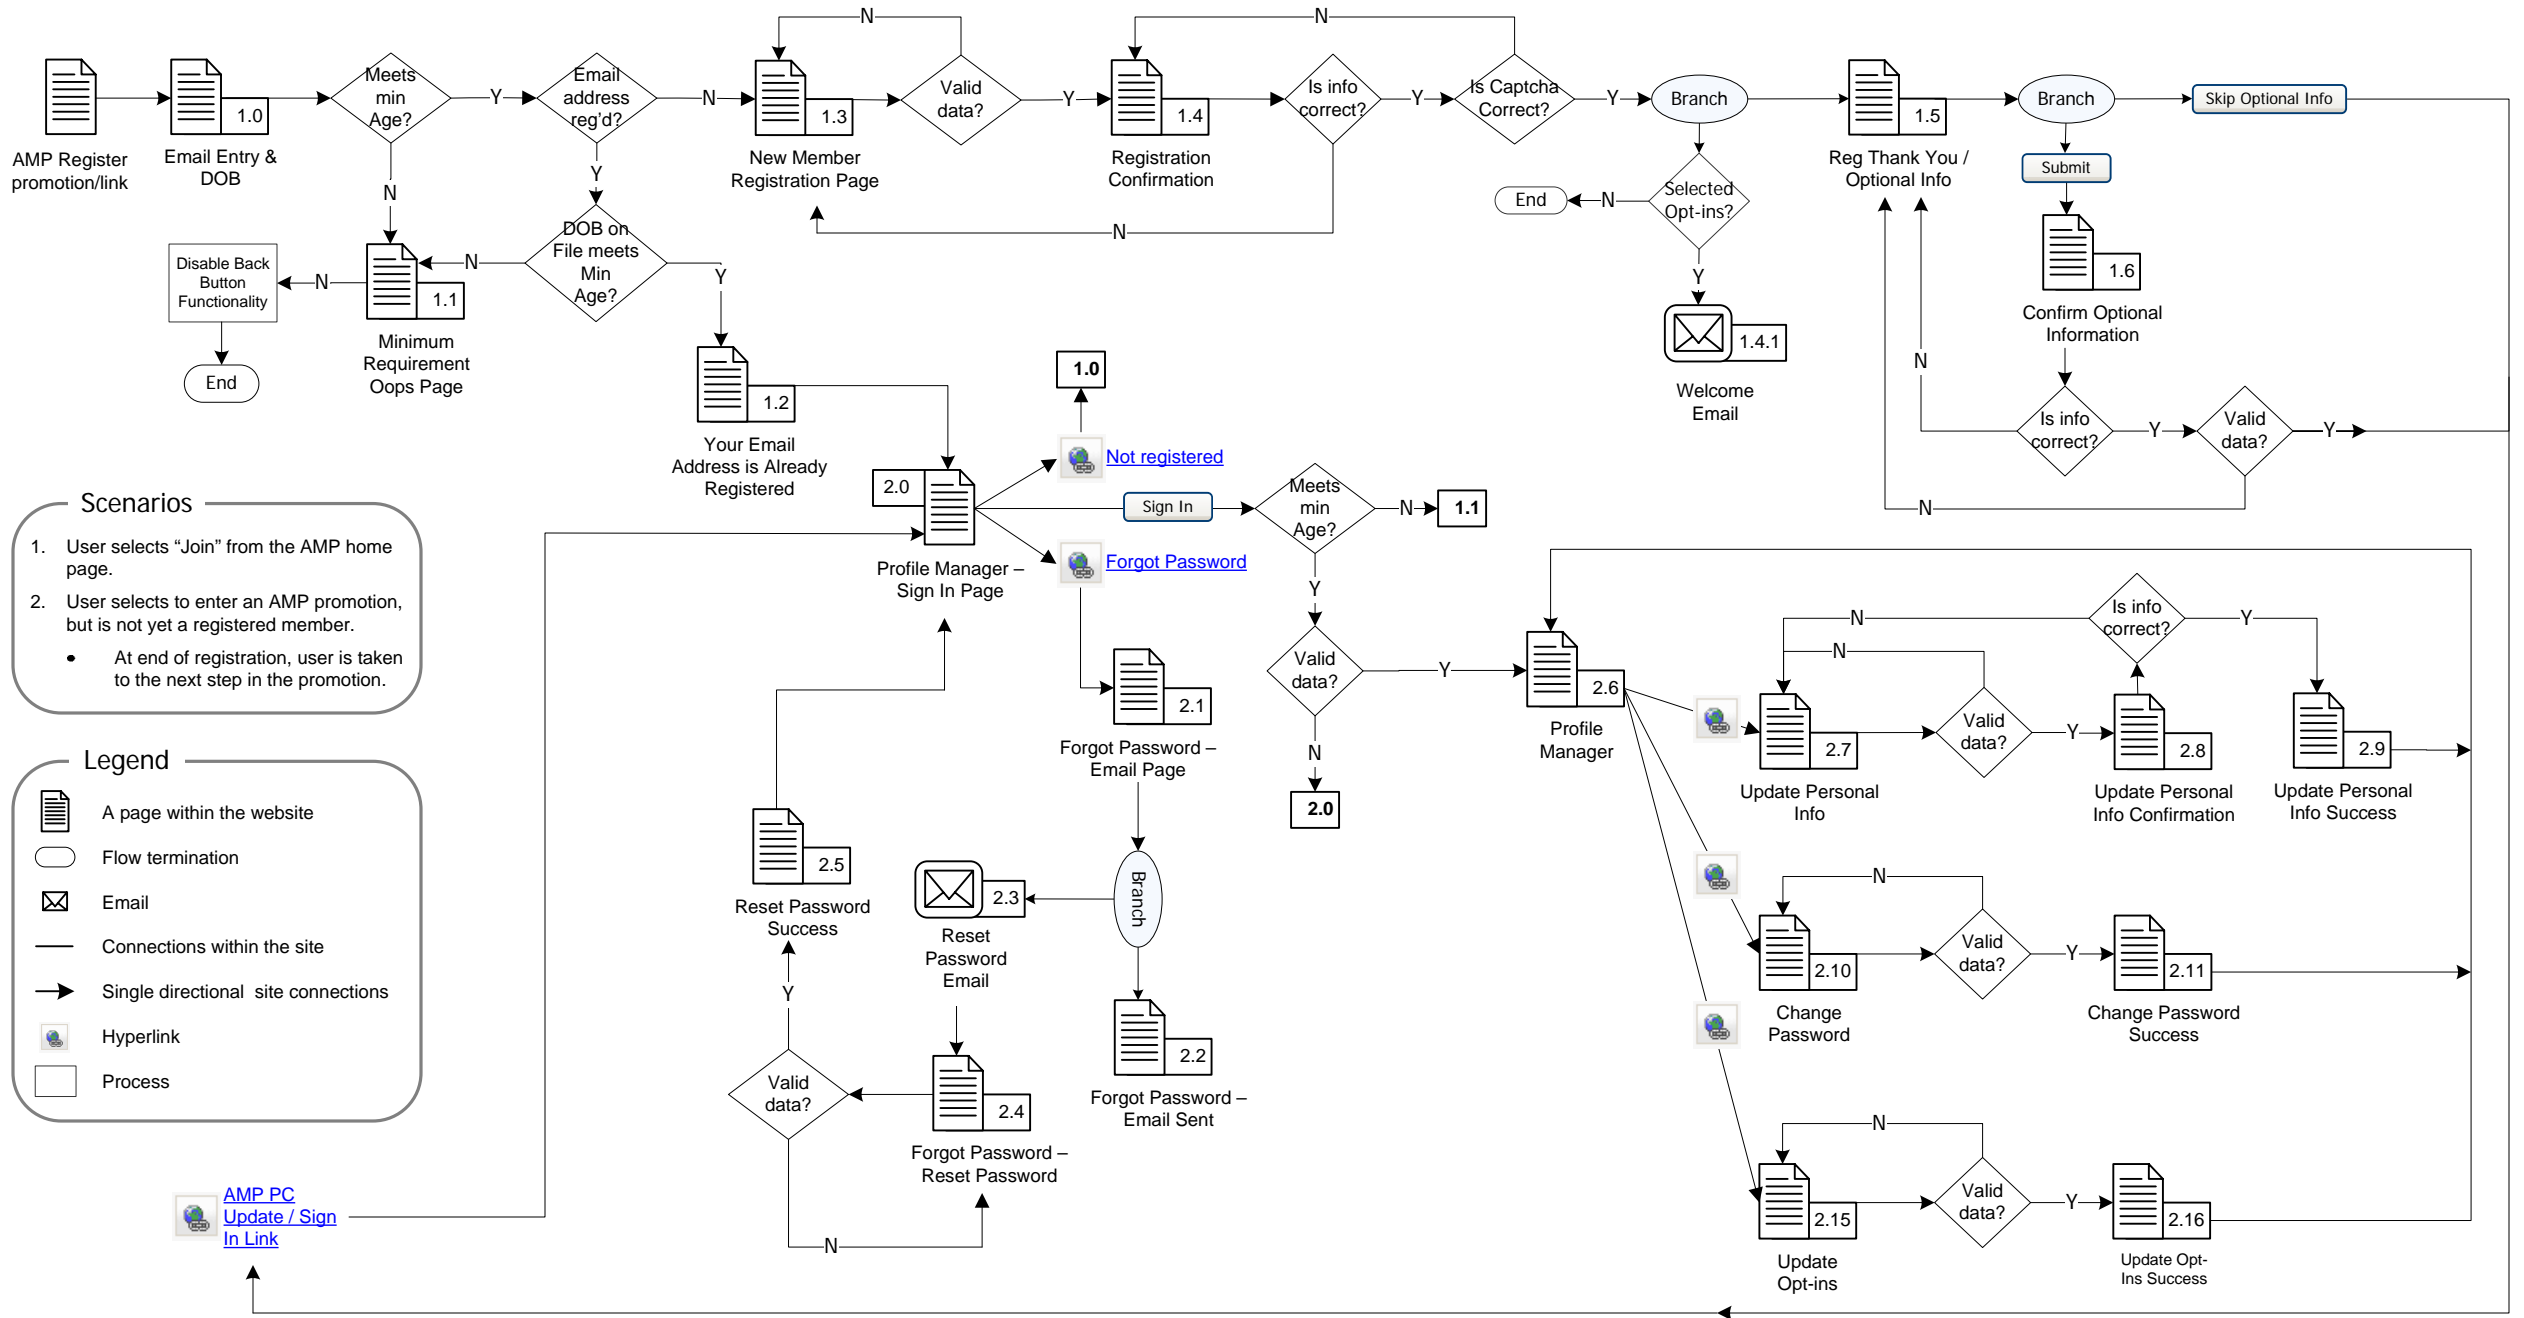 N
N
AMP Register
promotion/link
1.0
Email Entry &
DOB
Meets
min
Age?
Y
Email
address
reg'd?
N
1.3
New Member
Registration Page
Valid
data?
Y
1.4
Registration
Confirmation
Is info
correct?
Y
Is Captcha
Correct?
Y
Branch
1.5
Reg Thank You /
Optional Info
Branch
Skip Optional Info
Submit
N
Y
N
Selected
Opt-ins?
N
End
Y
1.4.1
Welcome
Email
1.6
Confirm Optional
Information
N
Is info
correct?
Y
Valid
data?
Y
N
DOB on
File meets
Min
Age?
N
Y
1.1
Minimum
Requirement
Oops Page
N
Disable Back
Button
Functionality
End
1.2
Your Email
Address is Already
Registered
1.0
Not registered
2.0
Profile Manager –
Sign In Page
Sign In
Forgot Password
Meets
min
Age?
N
1.1
Y
Valid
data?
Y
N
2.0
Scenarios
1. User selects “Join” from the AMP home
page.
2. User selects to enter an AMP promotion,
but is not yet a registered member.
• At end of registration, user is taken
to the next step in the promotion.
Legend
A page within the website
Flow termination
Email
Connections within the site
Single directional site connections
Hyperlink
Process
2.1
Forgot Password –
Email Page
Branch
2.3
Reset
Password
Email
2.2
Forgot Password –
Email Sent
2.4
Forgot Password –
Reset Password
Valid
data?
Y
N
2.5
Reset Password
Success
2.6
Profile
Manager
2.7
Update Personal
Info
N
N
Valid
data?
Y
2.8
Update Personal
Info Confirmation
Is info
correct?
Y
2.9
Update Personal
Info Success
2.10
Change
Password
N
Valid
data?
Y
2.11
Change Password
Success
2.15
Update
Opt-ins
N
Valid
data?
Y
2.16
Update Opt-
Ins Success
AMP PC
Update / Sign
In Link